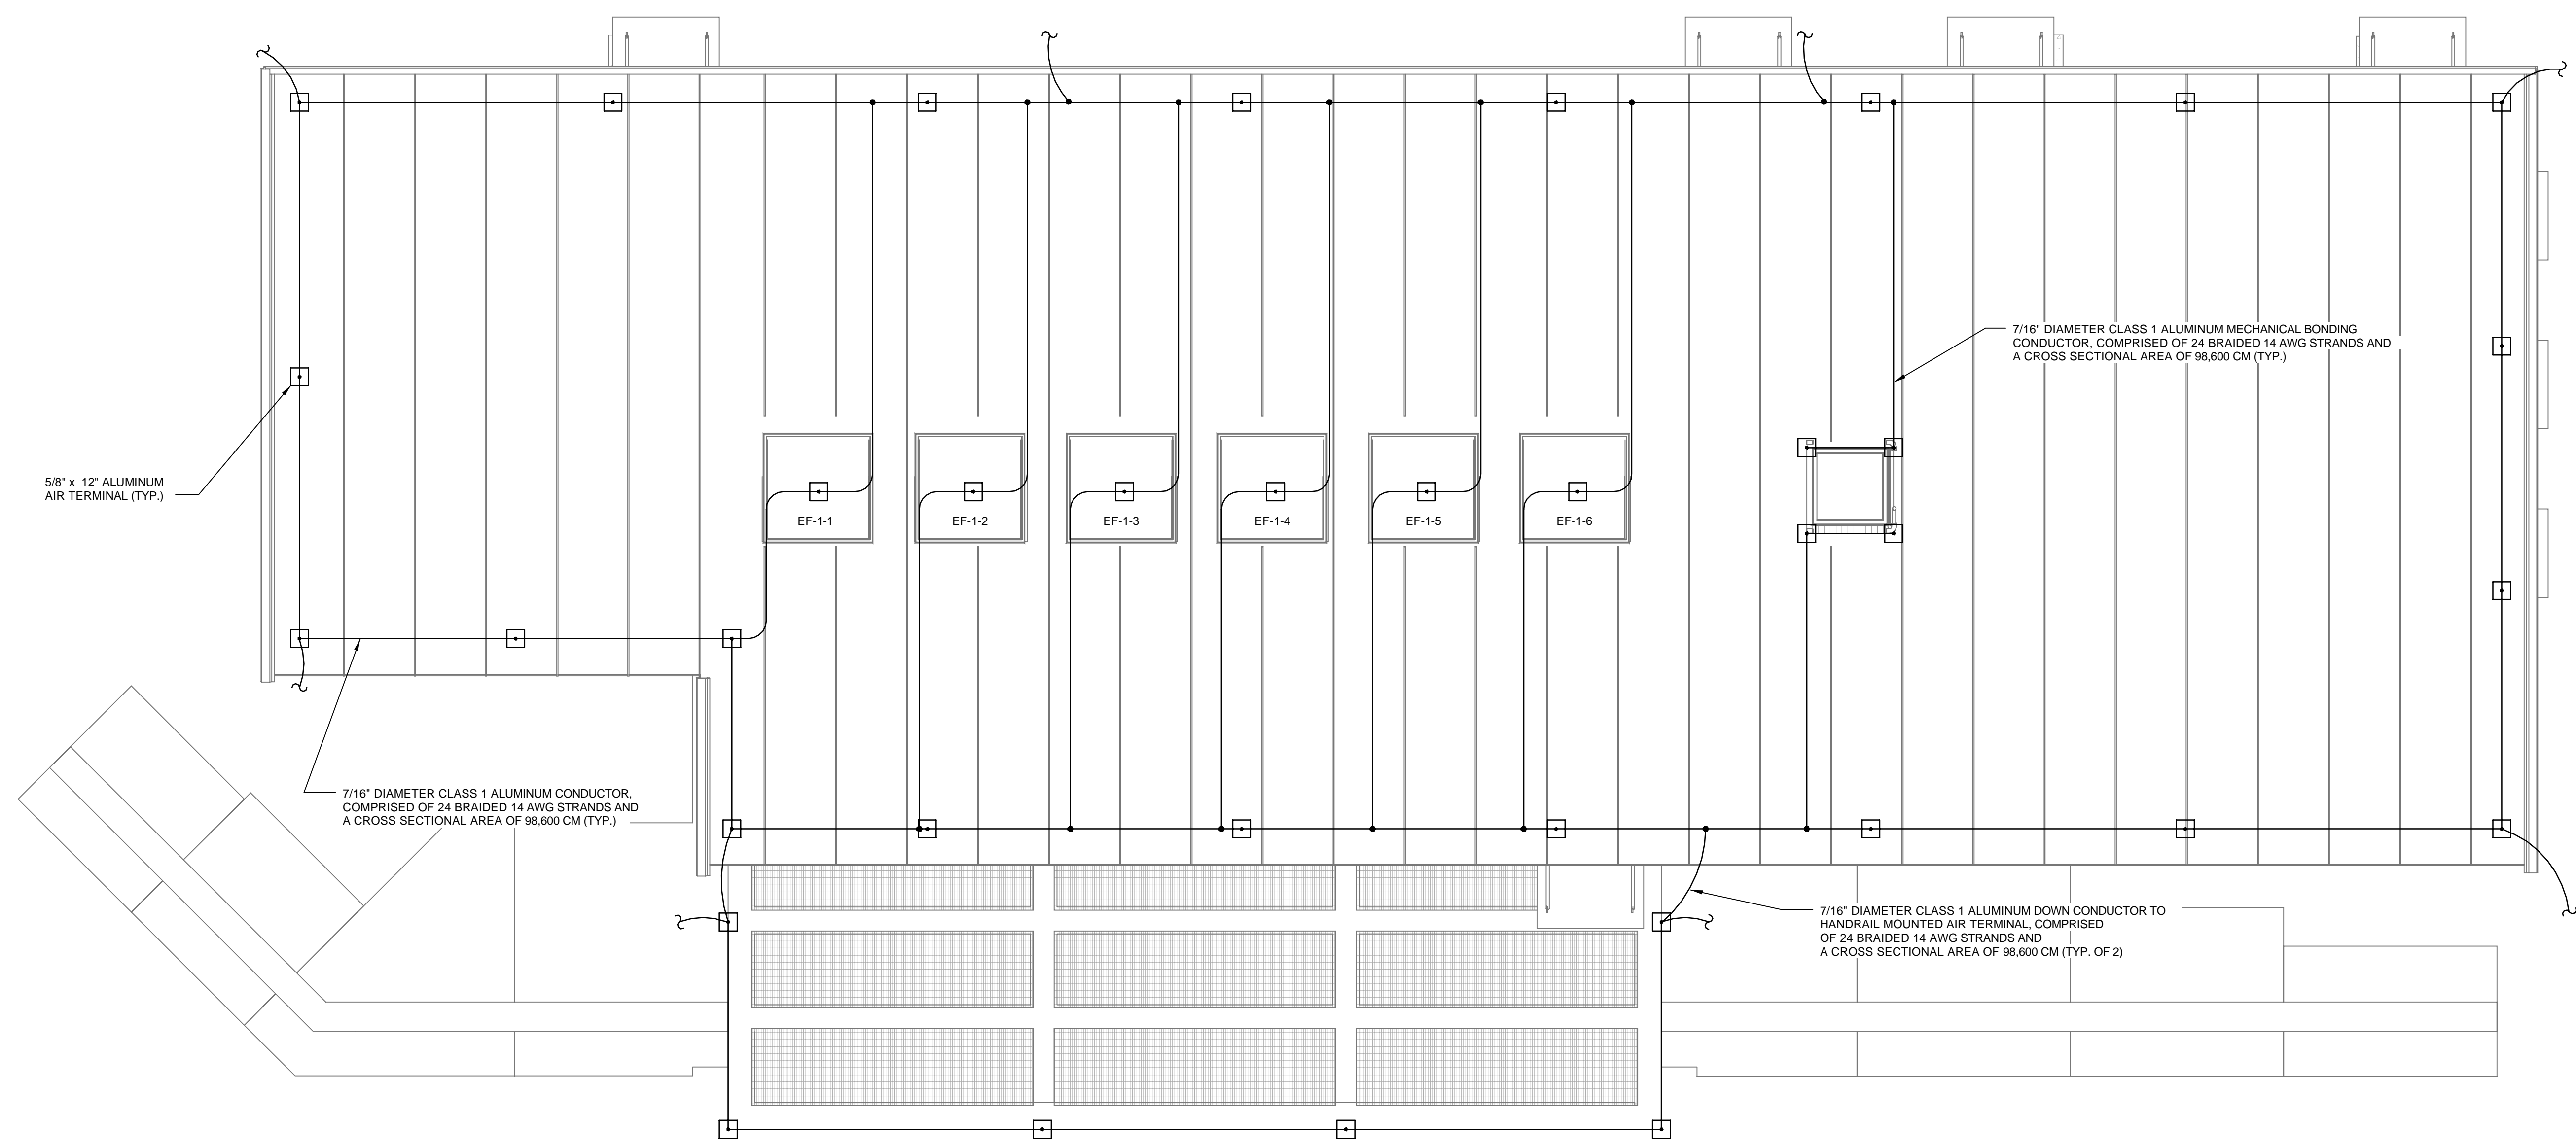 7/16" DIAMETER CLASS 1 ALUMINUM MECHANICAL BONDING
CONDUCTOR, COMPRISED OF 24 BRAIDED 14 AWG STRANDS AND
A CROSS SECTIONAL AREA OF 98,600 CM (TYP.)
5/8" x 12" ALUMINUM
AIR TERMINAL (TYP.)
EF-1-1
EF-1-2
EF-1-3
EF-1-4
EF-1-5
EF-1-6
7/16" DIAMETER CLASS 1 ALUMINUM CONDUCTOR,
COMPRISED OF 24 BRAIDED 14 AWG STRANDS AND
A CROSS SECTIONAL AREA OF 98,600 CM (TYP.)
7/16" DIAMETER CLASS 1 ALUMINUM DOWN CONDUCTOR TO
HANDRAIL MOUNTED AIR TERMINAL, COMPRISED
OF 24 BRAIDED 14 AWG STRANDS AND
A CROSS SECTIONAL AREA OF 98,600 CM (TYP. OF 2)